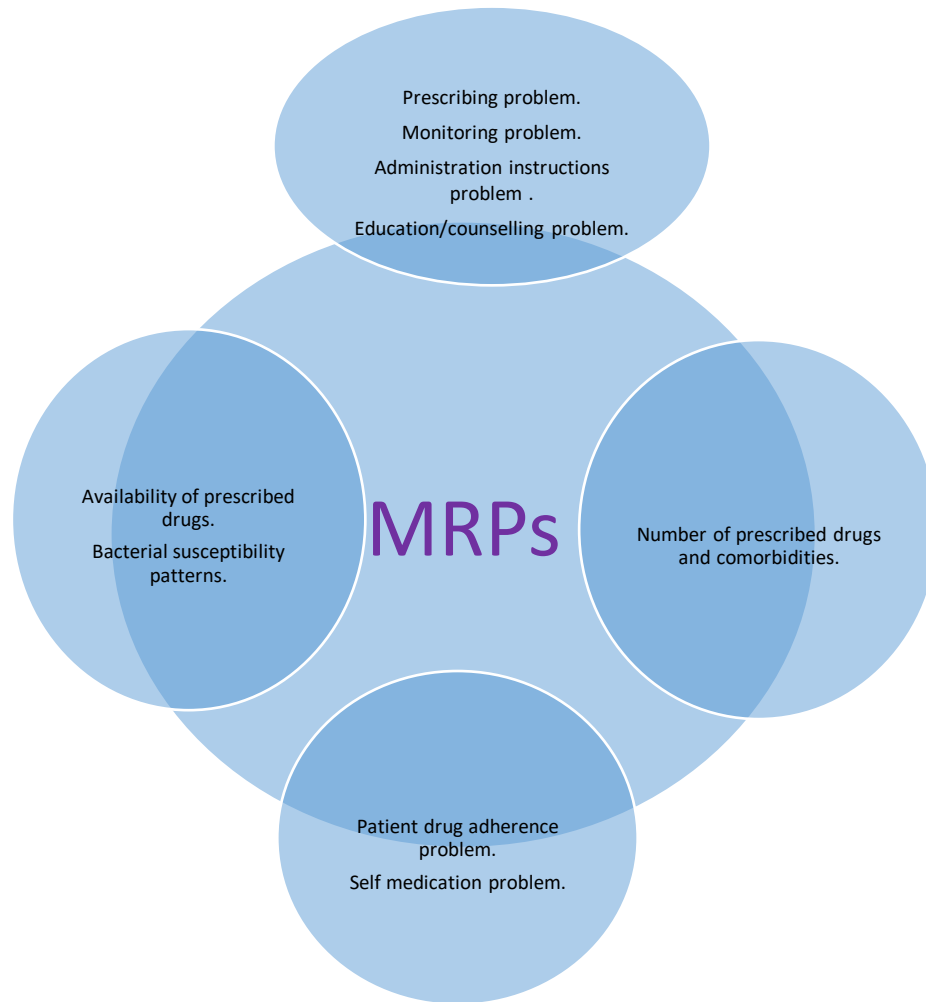 Prescribing problem.
Monitoring problem.
Administration instructions
problem .
Education/counselling problem.
Availability of prescribed
drugs.
Bacterial susceptibility
patterns.
MRPs
Number of prescribed drugs
and comorbidities.
Patient drug adherence
problem.
Self medication problem.